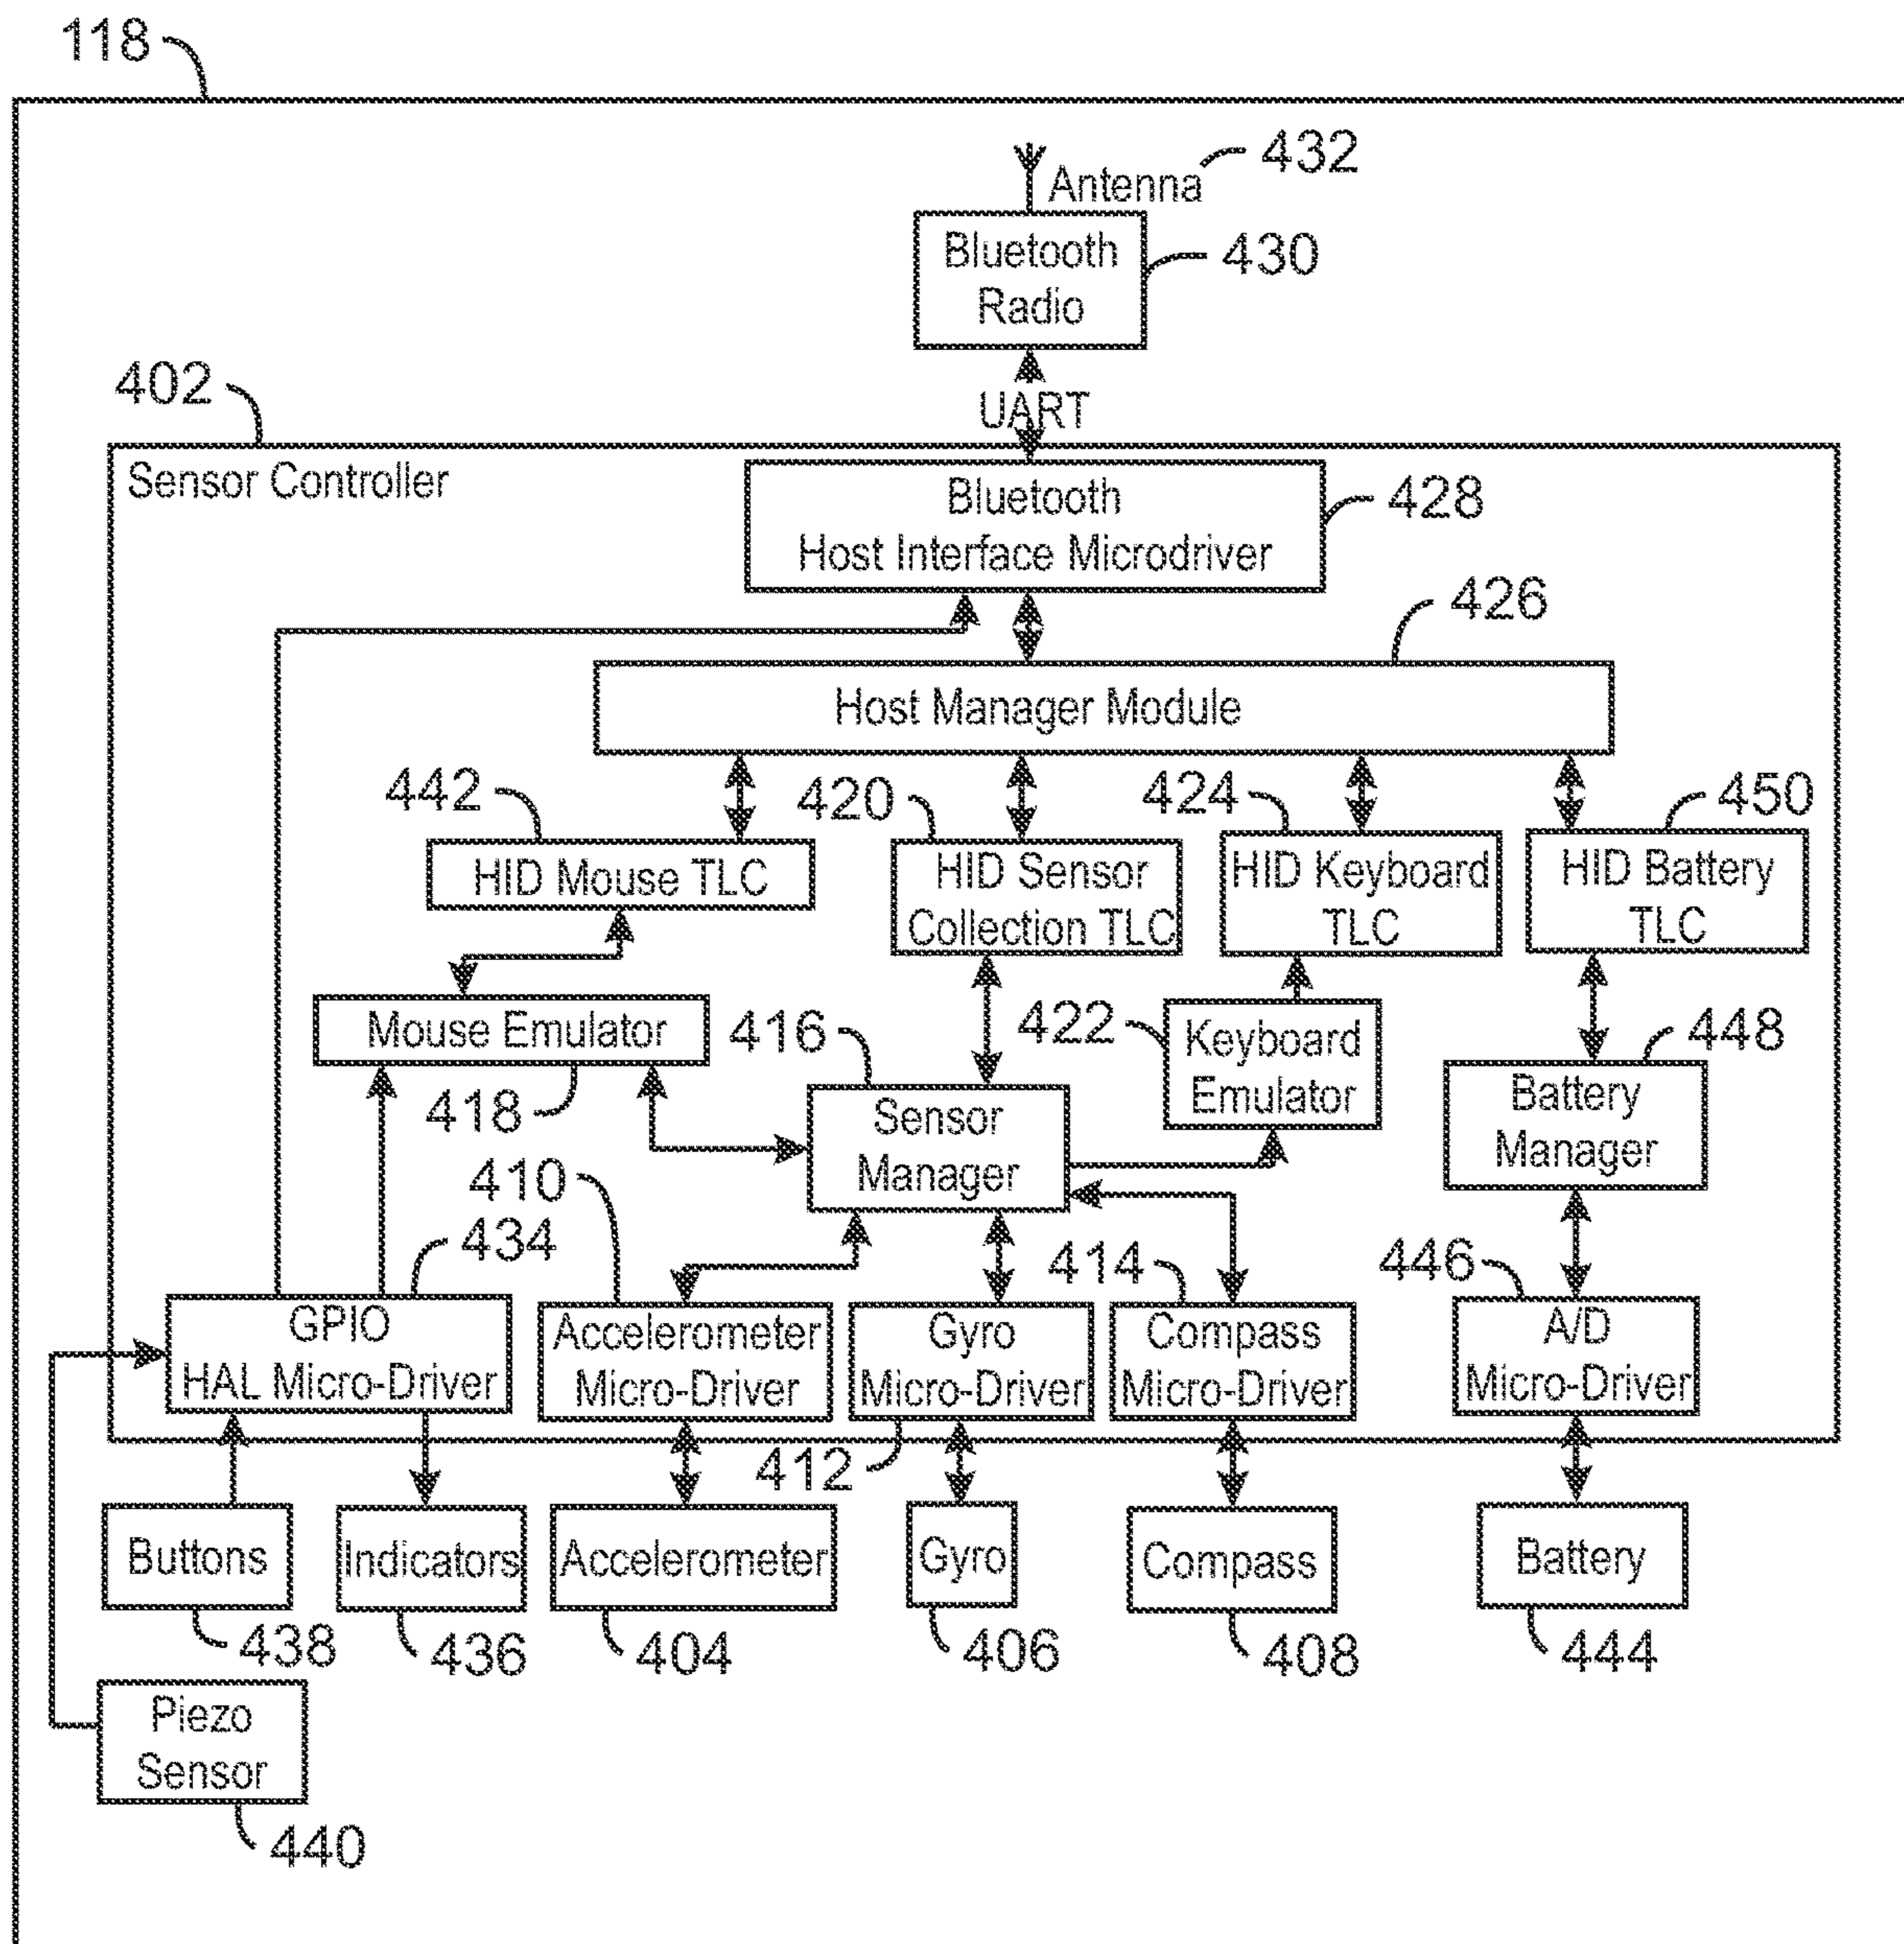 118
432
Antenna
Bluetooth
Radio
430
UART
402
Sensor Controller
Bluetooth
Host Interface Microdriver
428
426
Host Manager Module
442
420
424
450
HID Mouse TLC
HID Sensor
Collection TLC
HID Keyboard
TLC
HID Battery
TLC
Mouse Emulator
418
416
422
Keyboard
Emulator
448
Sensor
Manager
Battery
Manager
410
434
414
446
GPIO
HAL Micro-Driver
Accelerometer
Micro-Driver
Gyro
Micro-Driver
Compass
Micro-Driver
A/D
Micro-Driver
412
Buttons
Indicators
Accelerometer
Gyro
Compass
Battery
438
436
404
406
408
444
Piezo
Sensor
440